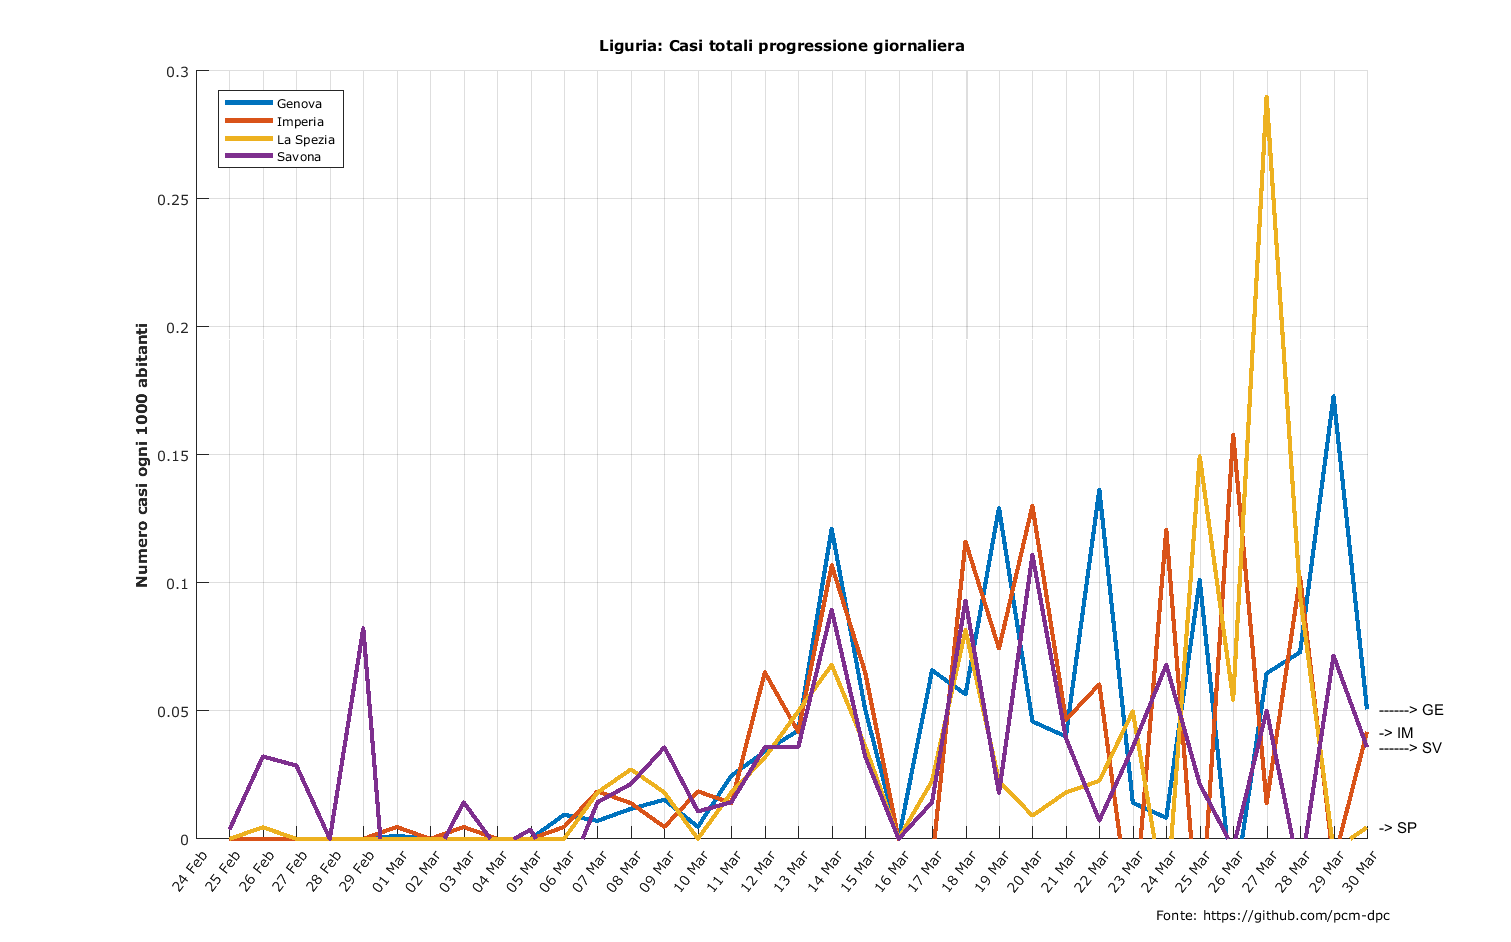 Liguria: Casi totali progressione giornaliera
Genova
Imperia
La Spezia
Savona
Numero casi ogni 1000 abitanti
0.3
0.25
0.2
0.15
0.1
0.05
0
------> GE
-> IM
------> SV
-> SP
24 Feb
25 Feb
26 Feb
27 Feb
28 Feb
29 Feb
01 Mar
02 Mar
03 Mar
04 Mar
05 Mar
06 Mar
07 Mar
08 Mar
09 Mar
10 Mar
11 Mar
12 Mar
13 Mar
14 Mar
15 Mar
16 Mar
17 Mar
18 Mar
19 Mar
20 Mar
21 Mar
22 Mar
23 Mar
24 Mar
25 Mar
26 Mar
27 Mar
28 Mar
29 Mar
30 Mar
Fonte: https://github.com/pcm-dpc